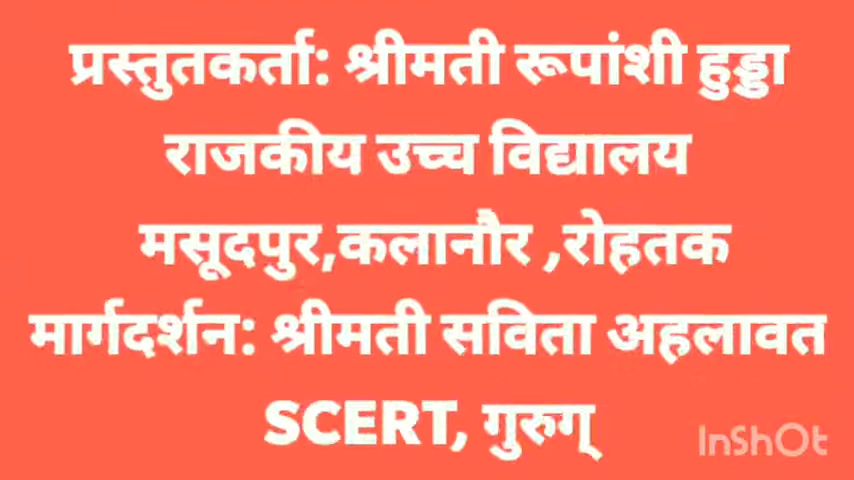 प्रस्तुतकर्ता: श्रीमती रूपांशी हुड्डा
राजकीय उच्च विद्यालय
मसूदपुर,कलानौर ,रोहतक
मार्गदर्शन: श्रीमती सविता अहलावत
SCERT, गुरुग्
InShOt